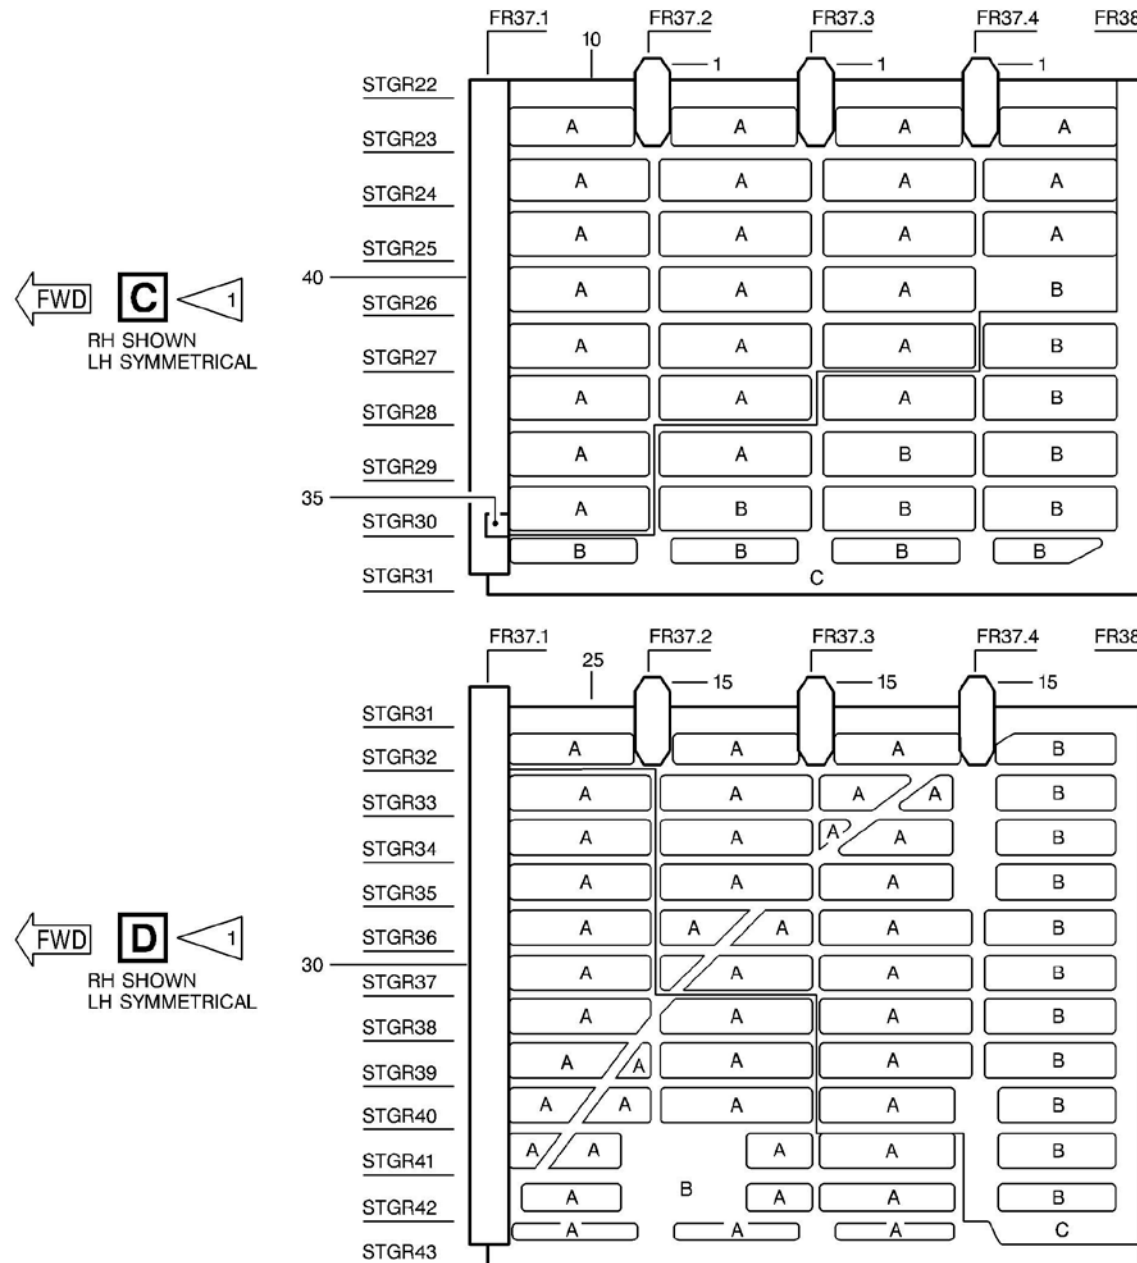 FR37.1 FR37.2 FR37.3 FR37.4 FR38
10 1 1 1
STGR22
A A A A
STGR23
A A A A
STGR24
A A A A
STGR25
40
A A A B
STGR26
FWD C 1
RH SHOWN
LH SYMMETRICAL
A A A B
STGR27
A A A B
STGR28
A A B B
STGR29
35
A B B B
STGR30
B B B B
STGR31
C
FR37.1 FR37.2 FR37.3 FR37.4 FR38
25 15 15 15
STGR31
A A A B
STGR32
A A A A B
STGR33
A A A A B
STGR34
A A A B
STGR35
A A A A B
STGR36
FWD D 1
30
A A A B
RH SHOWN
LH SYMMETRICAL
STGR37
A A A B
STGR38
A A A A B
STGR39
A A A A B
STGR40
A A A A B
STGR41
A B A A B
STGR42
A A A C
STGR43